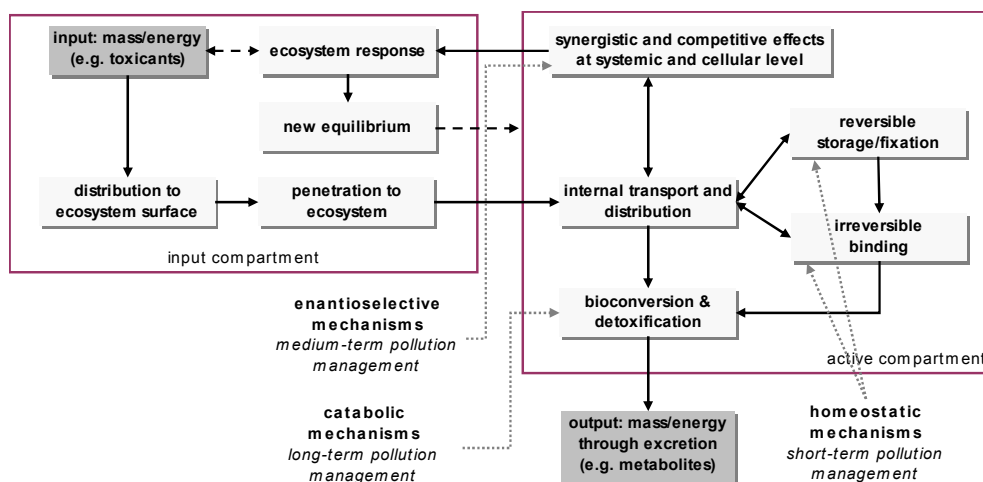 input: mass/energy
(e.g. toxicants)
ecosystem response
synergistic and competitive effects
at systemic and cellular level
new equilibrium
reversible
storage/fixation
distribution to
ecosystem surface
penetration to
ecosystem
internal transport and
distribution
irreversible
binding
input compartment
enantioselective
mechanisms
medium-term pollution
management
bioconversion &
detoxification
active compartment
catabolic
mechanisms
long-term pollution
management
output: mass/energy
through excretion
(e.g. metabolites)
homeostatic
mechanisms
short-term pollution
management